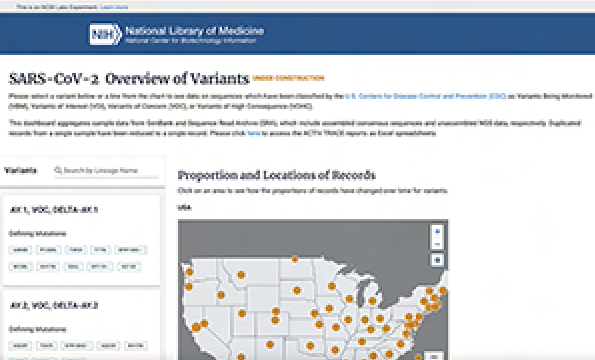 This is an NCBI Labs Experiment. Learn more
NIH National Library of Medicine
National Center for Biotechnology Information
SARS-CoV-2 Overview of Variants UNDER CONSTRUCTION
Please select a variant below or a line from the chart to see data on sequences which have been classified by the U.S. Centers for Disease Control and Prevention (CDC) as Variants Being Monitored
(VBM), Variants of Interest (VOI), Variants of Concern (VOC), or Variants of High Consequence (VOHC).
This dashboard aggregates sample data from GenBank and Sequence Read Archive (SRA), which include assembled consensus sequences and unassembled NGS data, respectively. Duplicated
records from a single sample have been reduced to a single record. Please click here to access the ACTIV TRACE reports as Excel spreadsheets.
Variants
Search by Lineage Name
Proportion and Locations of Records
Click on an area to see how the proportions of records have changed over time for variants.
USA
AY.1, VOC, DELTA-AY.1
Defining Mutations:
AY.2, VOC, DELTA-AY.2
Defining Mutations: